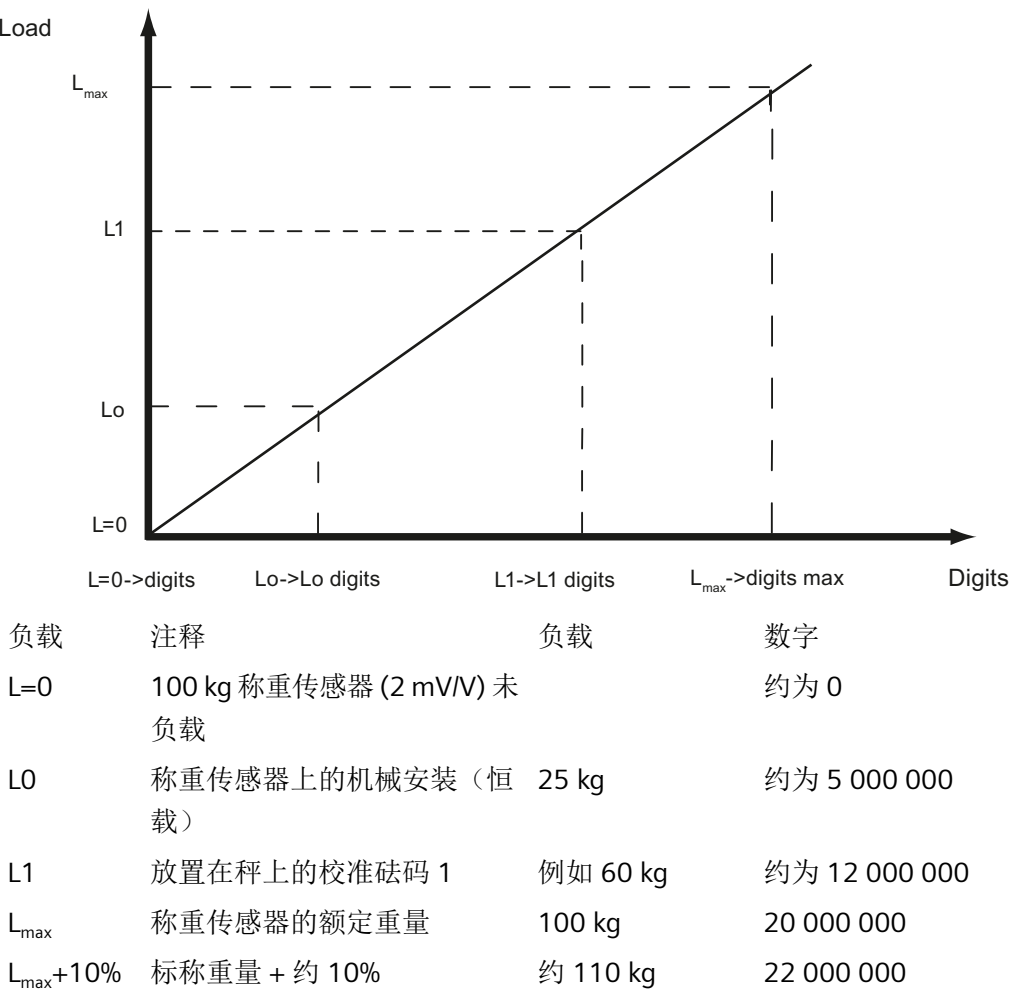 Load
Lmax
L1
Lo
L=0
L=0->digits Lo->Lo digits L1->L1 digits Lmax->digits max Digits
负载 注释 负载 数字
L=0 100 kg 称重传感器 (2 mV/V) 未 约为 0
负载
L0 称重传感器上的机械安装（恒 25 kg 约为 5 000 000
载）
L1 放置在秤上的校准砝码 1 例如 60 kg 约为 12 000 000
Lmax 称重传感器的额定重量 100 kg 20 000 000
Lmax+10% 标称重量 + 约 10% 约 110 kg 22 000 000